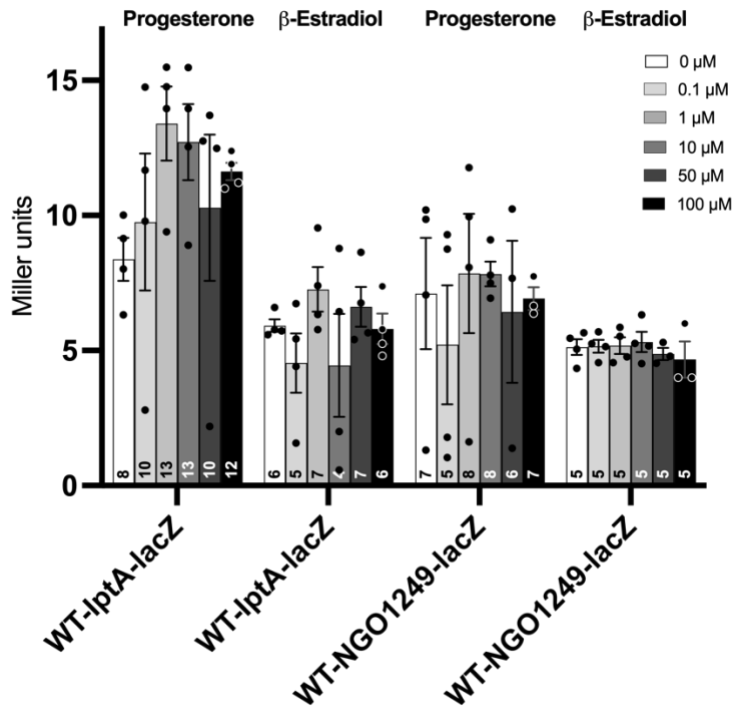 Progesterone β-Estradiol Progesterone β-Estradiol
Miller units
15
10
5
0
0 µM
0.1 µM
1 µM
10 µM
50 µM
100 µM
8 10 13 13 10 12 6 5 7 4 7 6 7 5 8 8 6 7 5 5 5 5 5 5
WT-lptA-lacZ
WT-lptA-lacZ
WT-NGO1249-lacZ
WT-NGO1249-lacZ